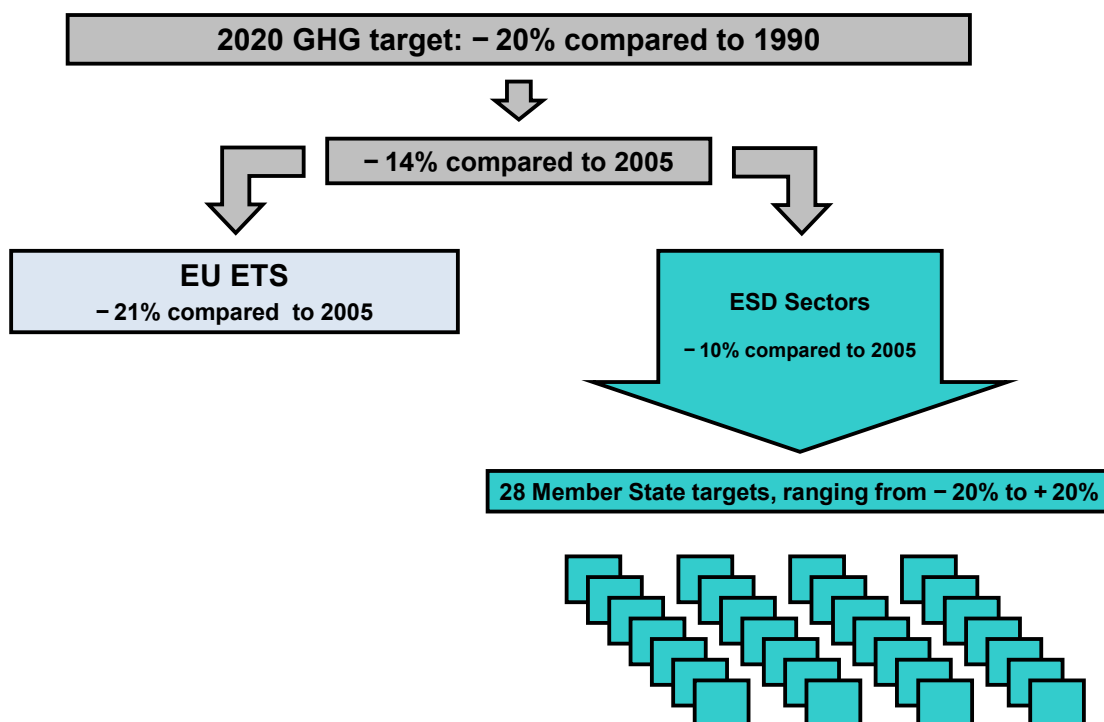 2020 GHG target: – 20% compared to 1990
– 14% compared to 2005
EU ETS
– 21% compared to 2005
ESD Sectors
– 10% compared to 2005
28 Member State targets, ranging from – 20% to + 20%